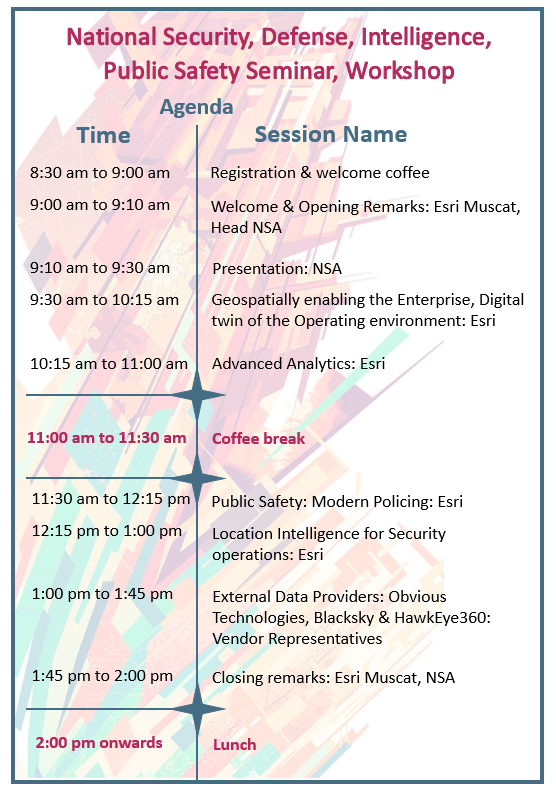 National Security, Defense, Intelligence,
Public Safety Seminar, Workshop
Agenda
Time
Session Name
8:30 am to 9:00 am
Registration & welcome coffee
9:00 am to 9:10 am
Welcome & Opening Remarks: Esri Muscat,
Head NSA
9:10 am to 9:30 am
Presentation: NSA
9:30 am to 10:15 am
Geospatially enabling the Enterprise, Digital
twin of the Operating environment: Esri
10:15 am to 11:00 am
Advanced Analytics: Esri
11:00 am to 11:30 am
Coffee break
11:30 am to 12:15 pm
Public Safety: Modern Policing: Esri
12:15 pm to 1:00 pm
Location Intelligence for Security
operations: Esri
1:00 pm to 1:45 pm
External Data Providers: Obvious
Technologies, Blacksky & HawkEye360:
Vendor Representatives
1:45 pm to 2:00 pm
Closing remarks: Esri Muscat, NSA
2:00 pm onwards
Lunch